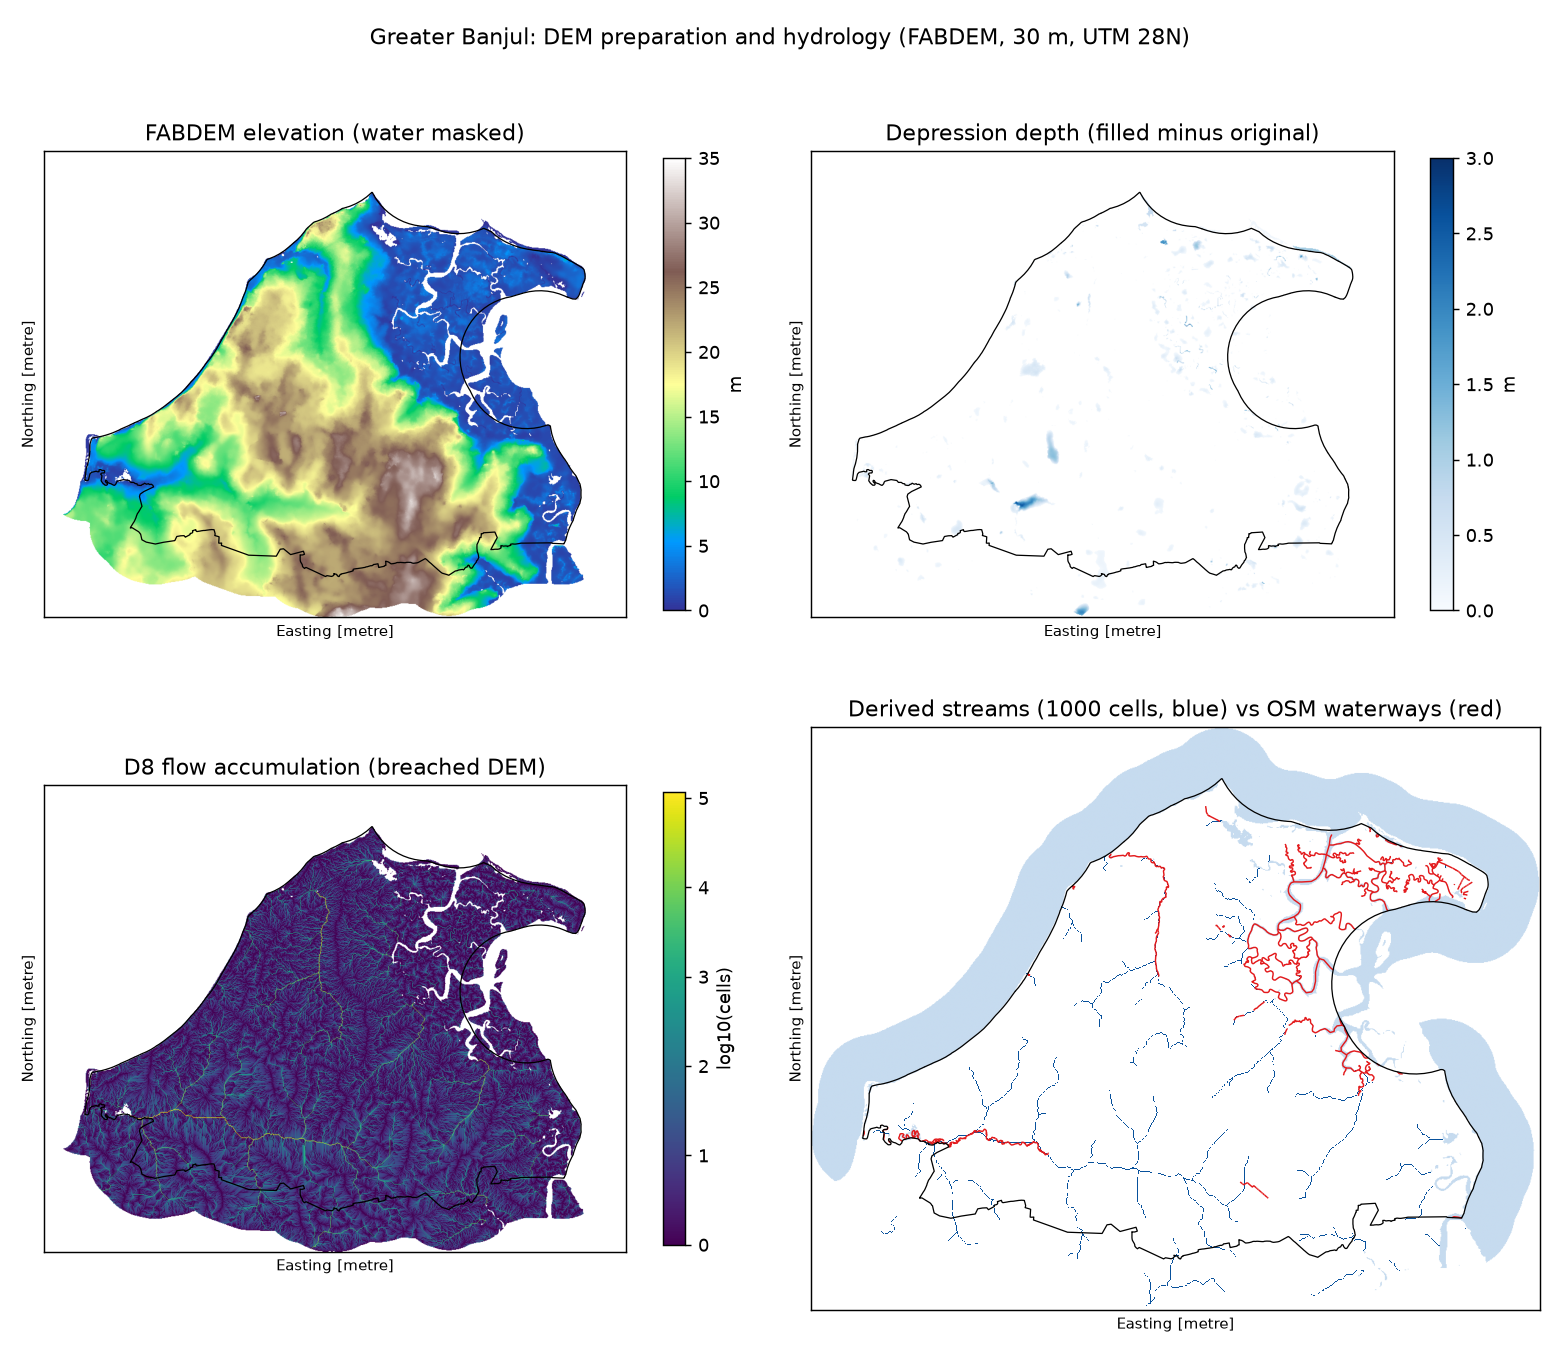 Greater Banjul: DEM preparation and hydrology (FABDEM, 30 m, UTM 28N)
FABDEM elevation (water masked)
Northing [metre]
Easting [metre]
35
30
25
20
15
10
5
0
m
Depression depth (filled minus original)
Northing [metre]
Easting [metre]
3.0
2.5
2.0
1.5
1.0
0.5
0.0
m
D8 flow accumulation (breached DEM)
Northing [metre]
Easting [metre]
5
4
3
2
1
0
log10(cells)
Derived streams (1000 cells, blue) vs OSM waterways (red)
Northing [metre]
Easting [metre]